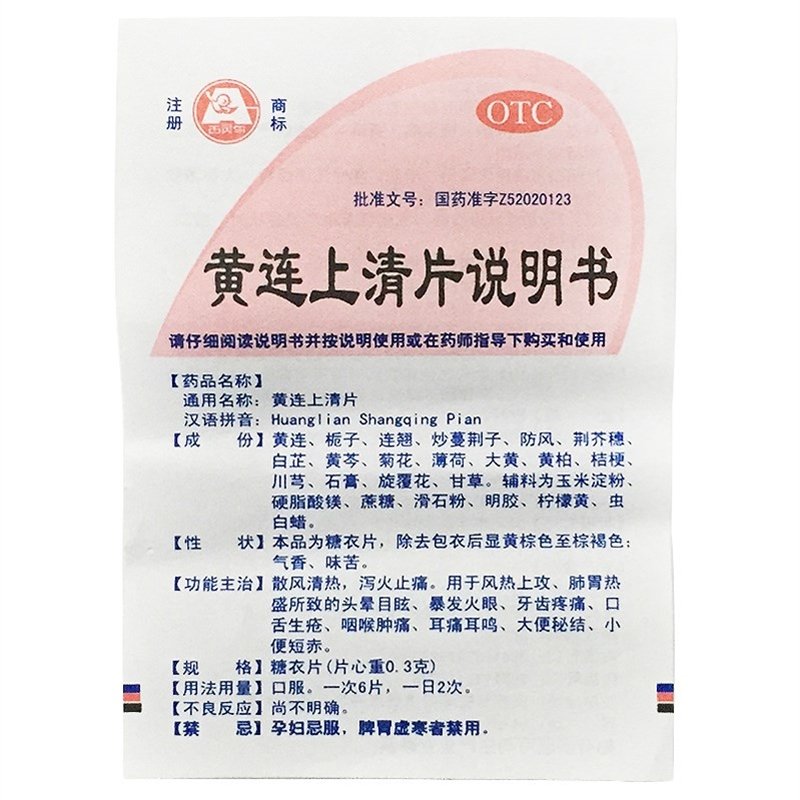 注册 商标
OTC
批准文号：国药准字Z52020123
黄连上清片说明书
请仔细阅读说明书并按说明使用或在药师指导下购买和使用
【药品名称】
通用名称：黄连上清片
汉语拼音：Huanglian Shangqing Pian
【成　份】黄连、栀子、连翘、炒蔓荆子、防风、荆芥穗、
白芷、黄芩、菊花、薄荷、大黄、黄柏、桔梗、
川芎、石膏、旋覆花、甘草。辅料为玉米淀粉、
硬脂酸镁、蔗糖、滑石粉、明胶、柠檬黄、虫
白蜡。
【性　状】本品为糖衣片，除去包衣后显黄棕色至棕褐色；
气香、味苦。
【功能主治】散风清热，泻火止痛。用于风热上攻、肺胃热
盛所致的头晕目眩、暴发火眼、牙齿疼痛、口
舌生疮、咽喉肿痛、耳痛耳鸣、大便秘结、小
便短赤。
【规　格】糖衣片(片心重0.3克)
【用法用量】口服。一次6片，一日2次。
【不良反应】尚不明确。
【禁　忌】孕妇忌服，脾胃虚寒者禁用。